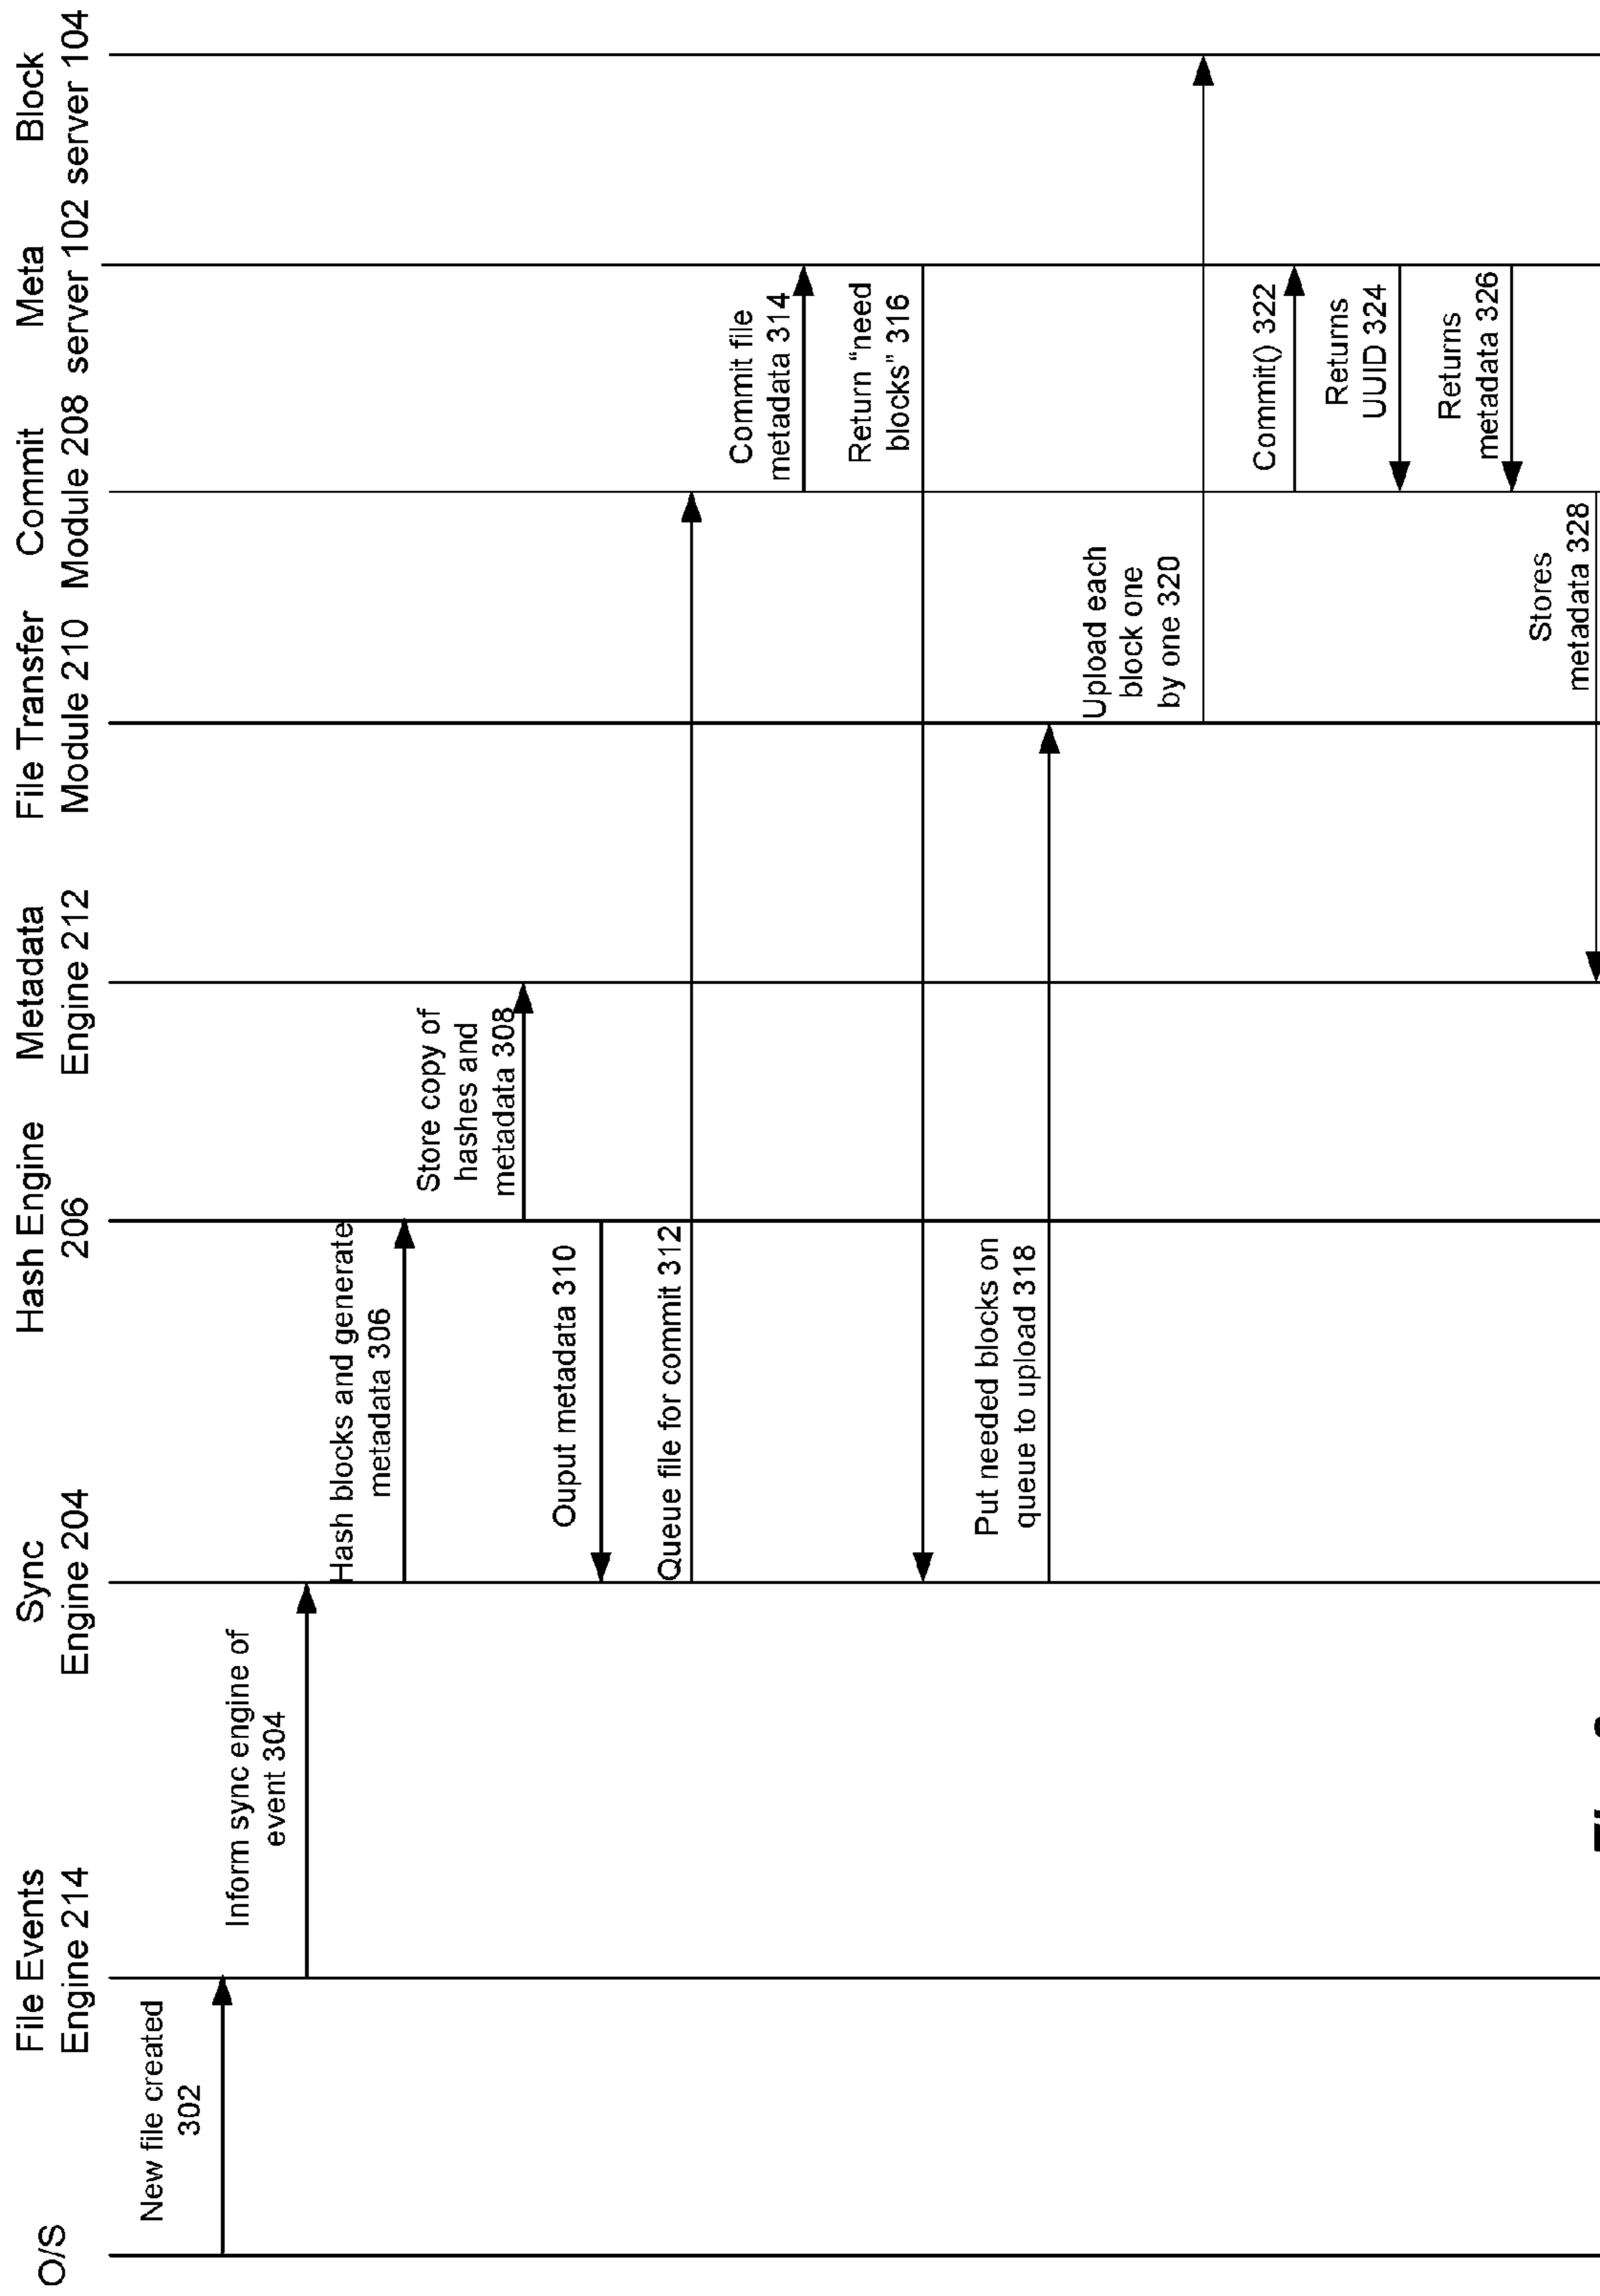 O/S
File Events
Engine 214
Sync
Engine 204
Hash Engine
206
Metadata
Engine 212
File Transfer
Module 210
Commit
Module 208
Meta
server 102
Block
server 104
New file created
302
Inform sync engine of
event 304
Hash blocks and generate
metadata 306
Store copy of
hashes and
metadata 308
Ouput metadata 310
Queue file for commit 312
Commit file
metadata 314
Return “need
blocks” 316
Put needed blocks on
queue to upload 318
Upload each
block one
by one 320
Commit() 322
Returns
UUID 324
Returns
metadata 326
Stores
metadata 328